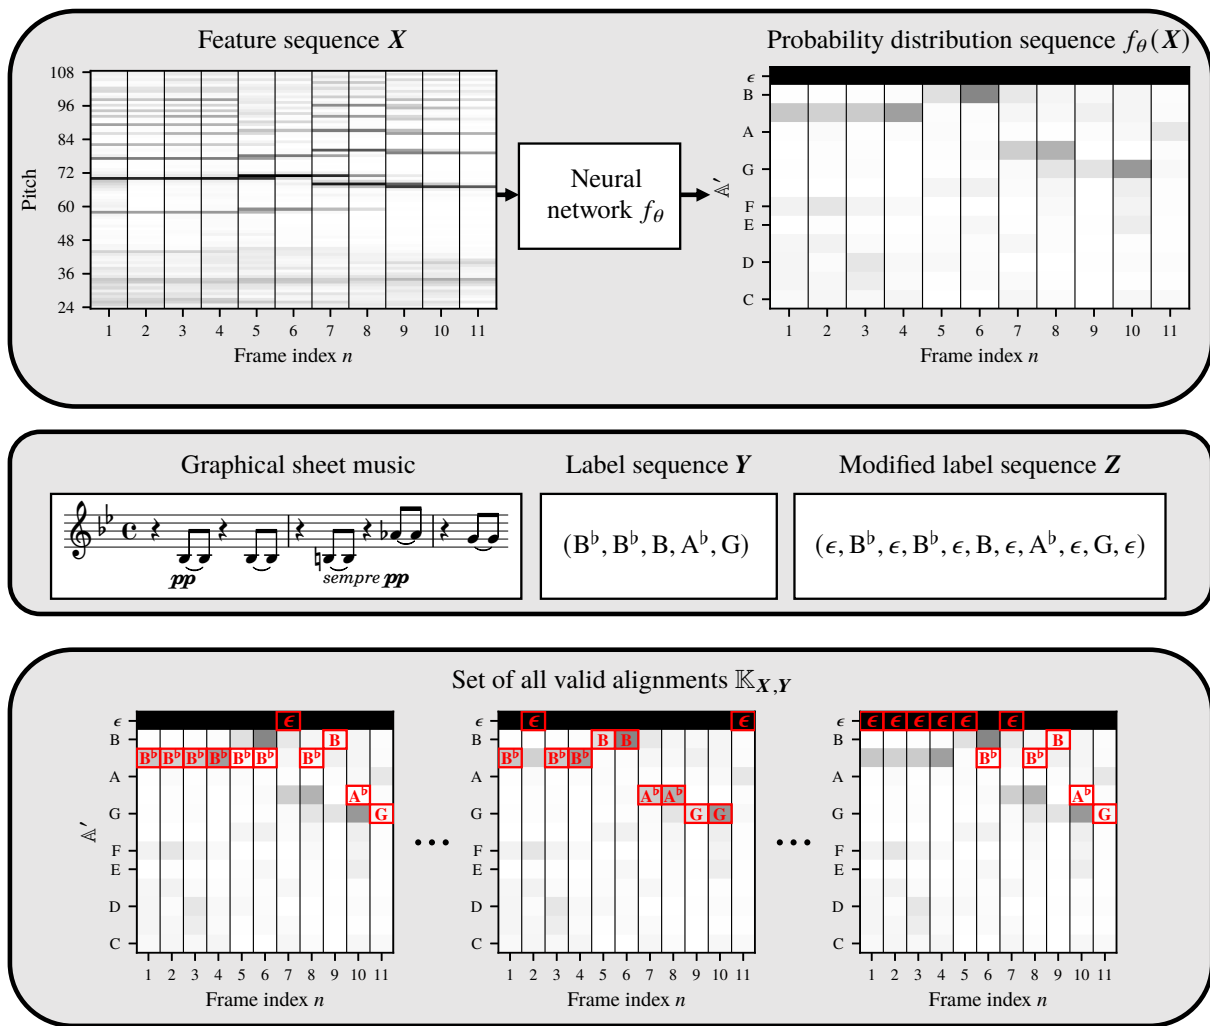 Feature sequence X
Probability distribution sequence fθ(X)
108
96
84
72
60
48
36
24
Pitch
1 2 3 4 5 6 7 8 9 10 11
Frame index n
Neural
network fθ
ϵ
B
A
G
F
E
D
C
𝔸′
1 2 3 4 5 6 7 8 9 10 11
Frame index n
Graphical sheet music
Label sequence Y
Modified label sequence Z
pp
sempre pp
(B♭, B♭, B, A♭, G)
(ϵ, B♭, ϵ, B♭, ϵ, B, ϵ, A♭, ϵ, G, ϵ)
Set of all valid alignments 𝕂X,Y
ϵ
B
A
G
F
E
D
C
𝔸′
ϵ
B
B♭ B♭ B♭ B♭ B♭ B♭ B♭
A♭
G
1 2 3 4 5 6 7 8 9 10 11
Frame index n
...
ϵ
B
A
G
F
E
D
C
ϵ ϵ
B B
B♭ B♭ B♭
A♭ A♭
G G
1 2 3 4 5 6 7 8 9 10 11
Frame index n
...
ϵ
B
A
G
F
E
D
C
ϵ ϵ ϵ ϵ ϵ ϵ
B
B♭ B♭
A♭
G
1 2 3 4 5 6 7 8 9 10 11
Frame index n